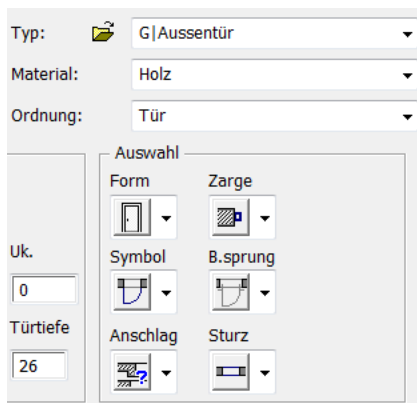 Typ: G|Aussentür
Material: Holz
Ordnung: Tür
Auswahl
Form Zarge
Uk. Symbol B.sprung
0
Türtiefe Anschlag Sturz
26
?